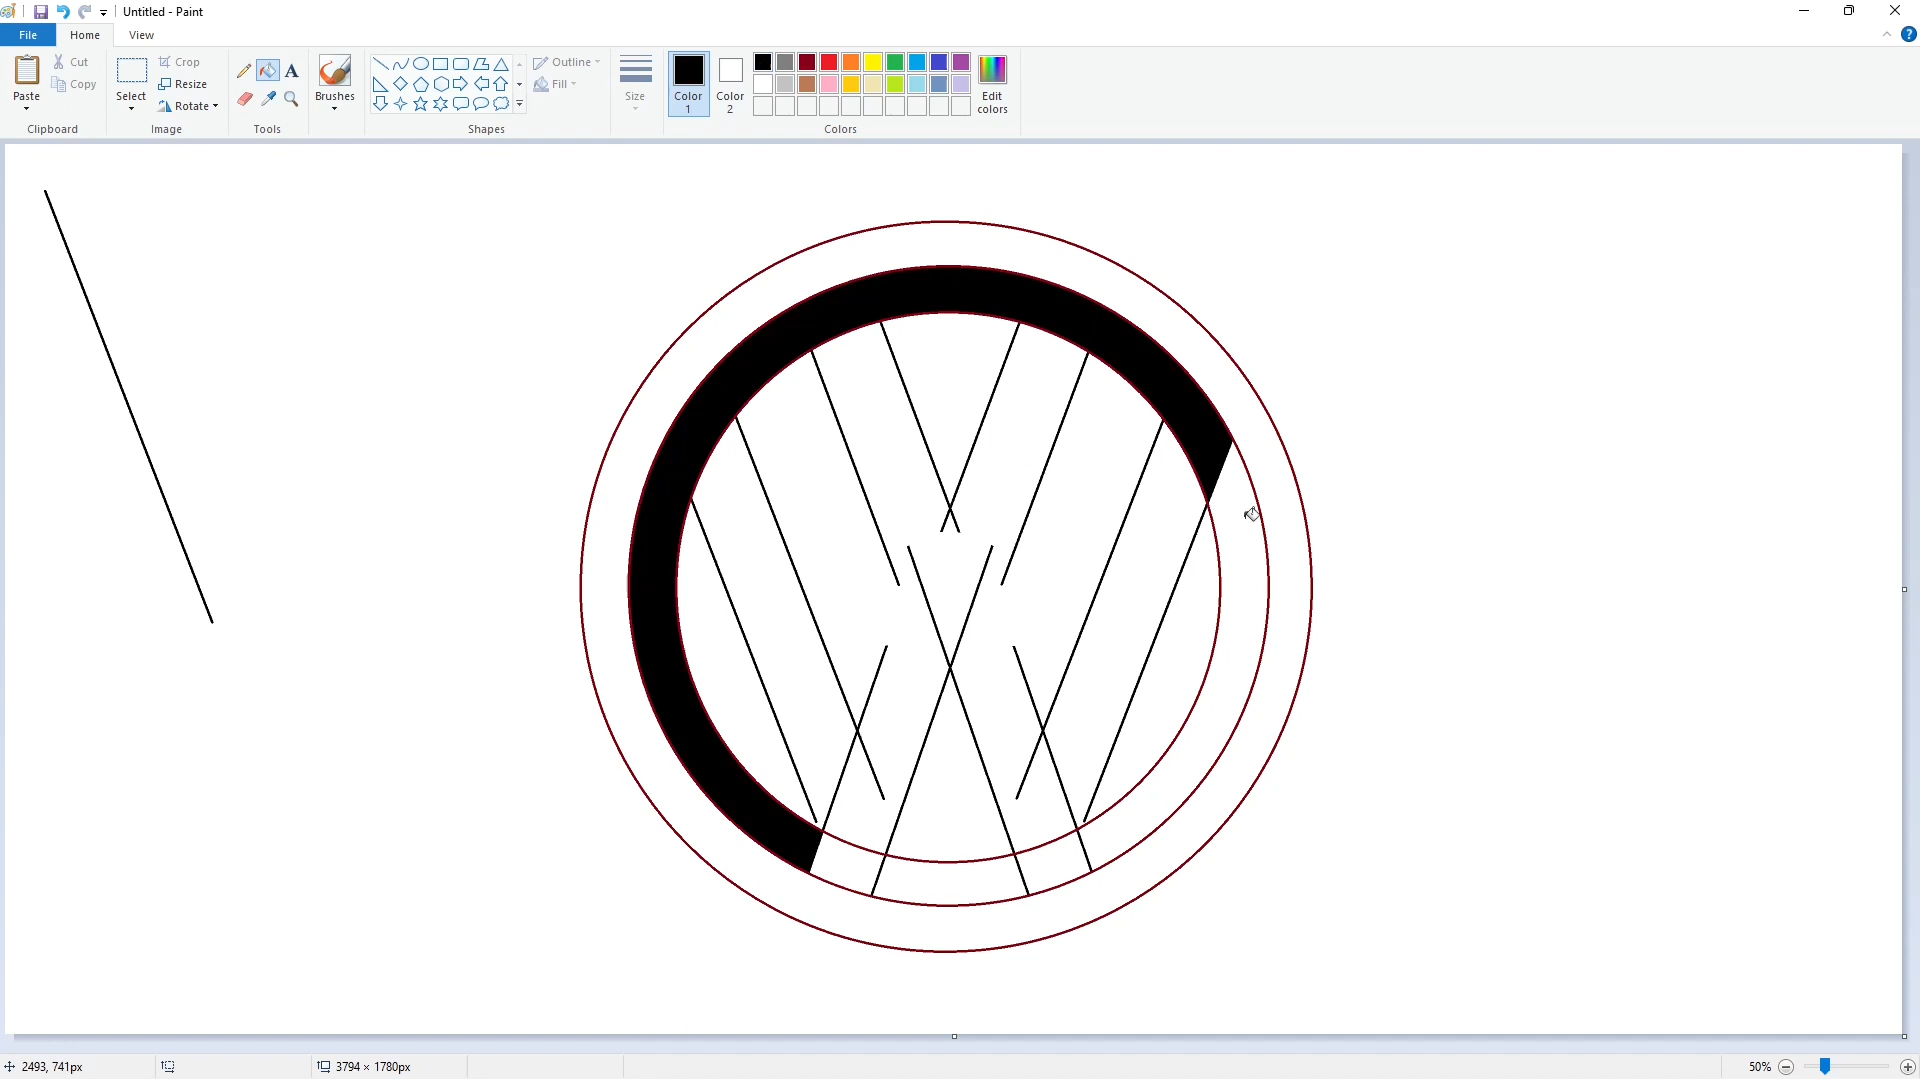 Untitled - Paint
File Home View
Paste Cut Copy
Clipboard
Select Crop Resize Rotate
Image
A
Tools
Brushes
Outline Fill
Shapes
Size
Color 1
Color 2
Edit colors
Colors
?
2493, 741px
3794 × 1780px
50%